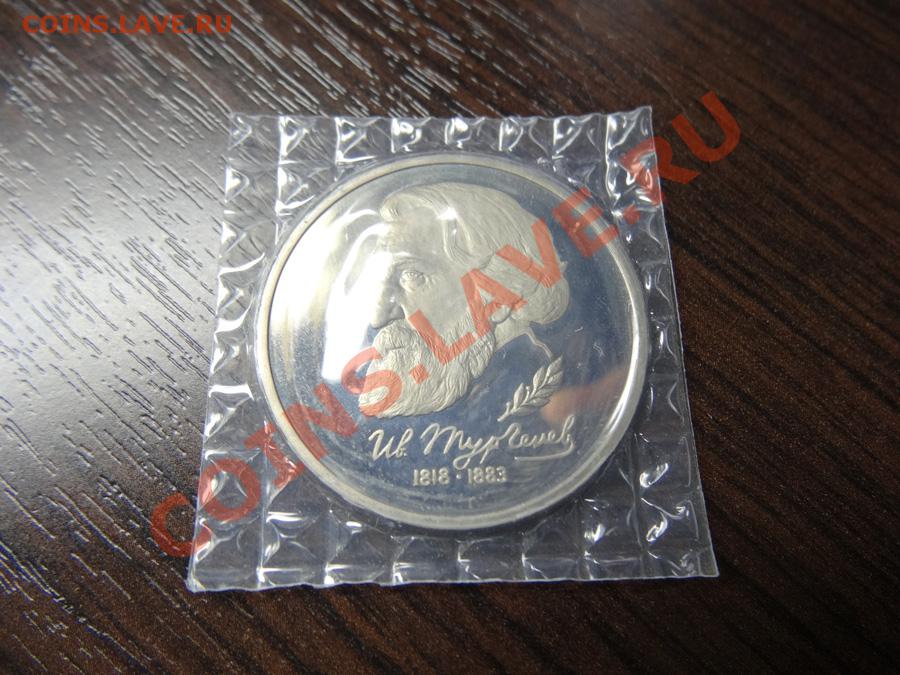 COINS.LAVE.RU
COINS.LAVE.RU
Ив. Тургенев
1818 · 1883